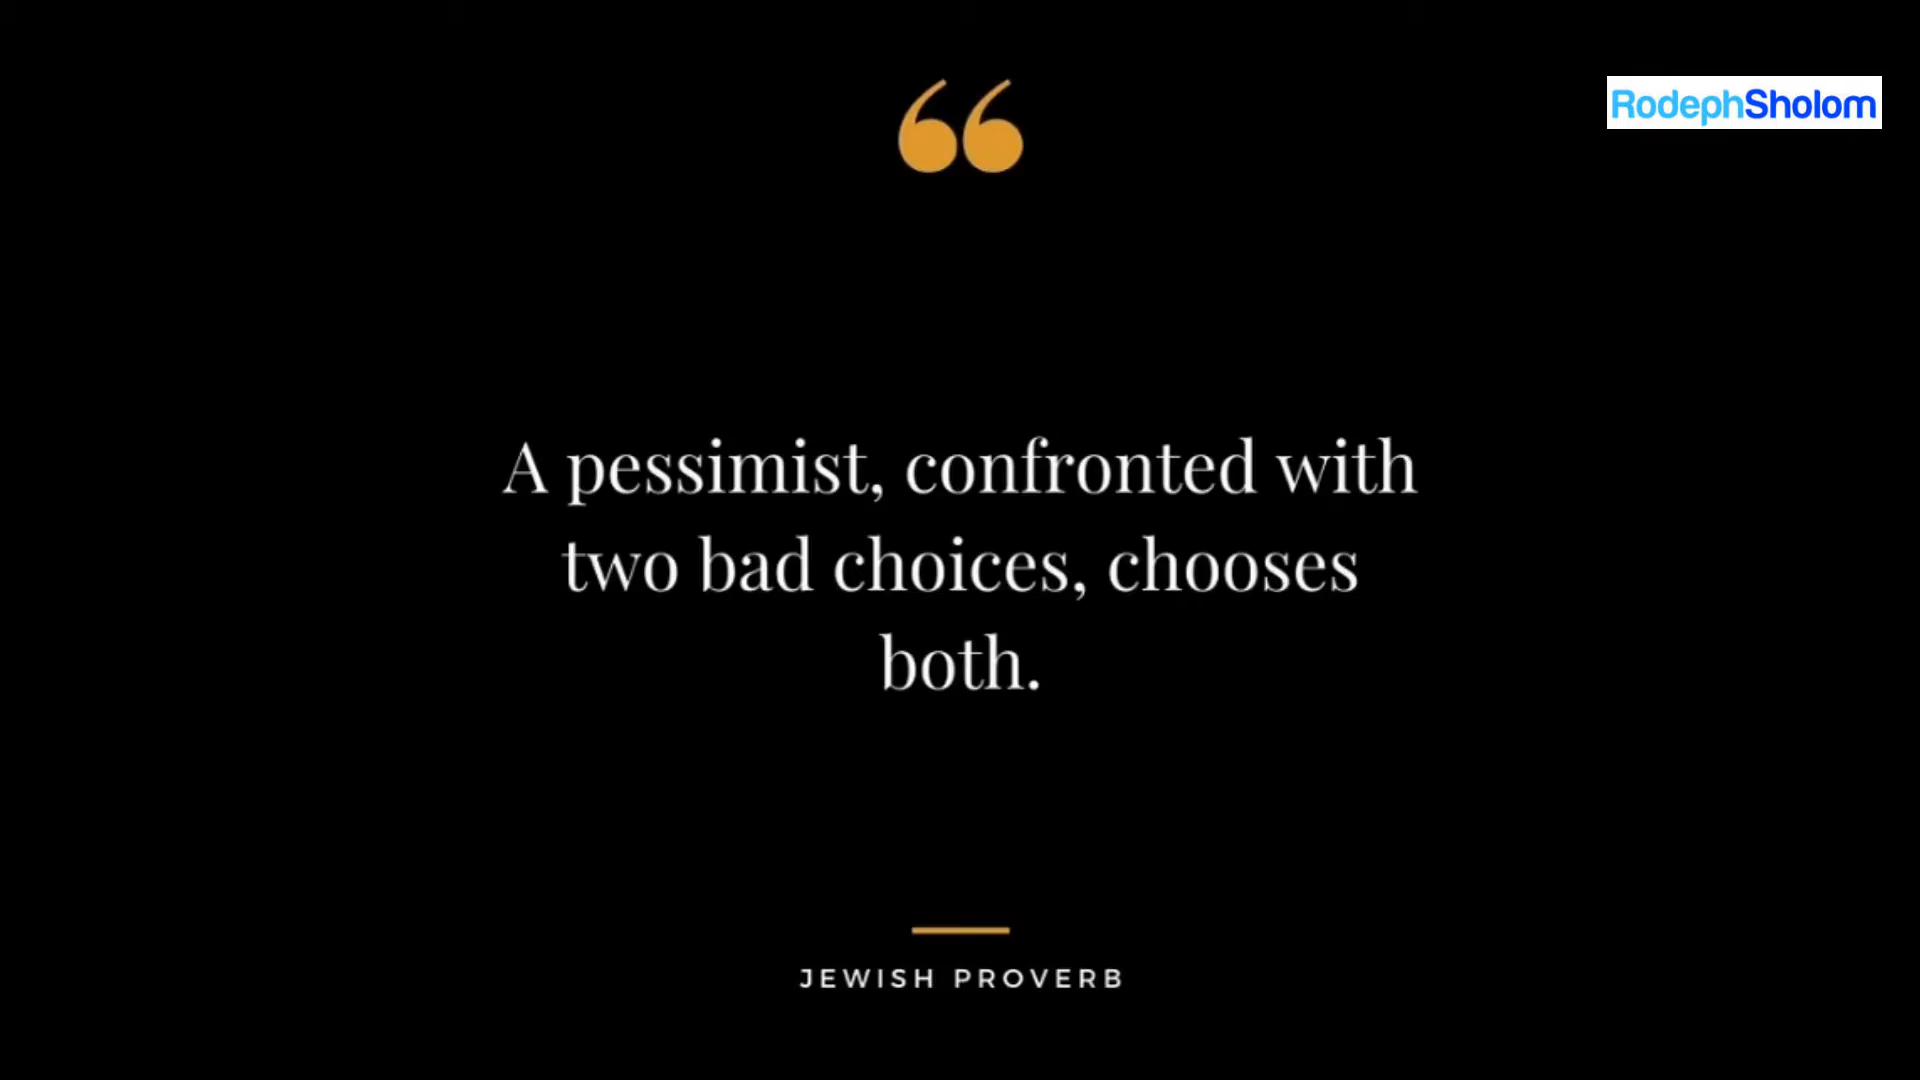 RodephSholom
“
A pessimist, confronted with
two bad choices, chooses
both.
JEWISH PROVERB